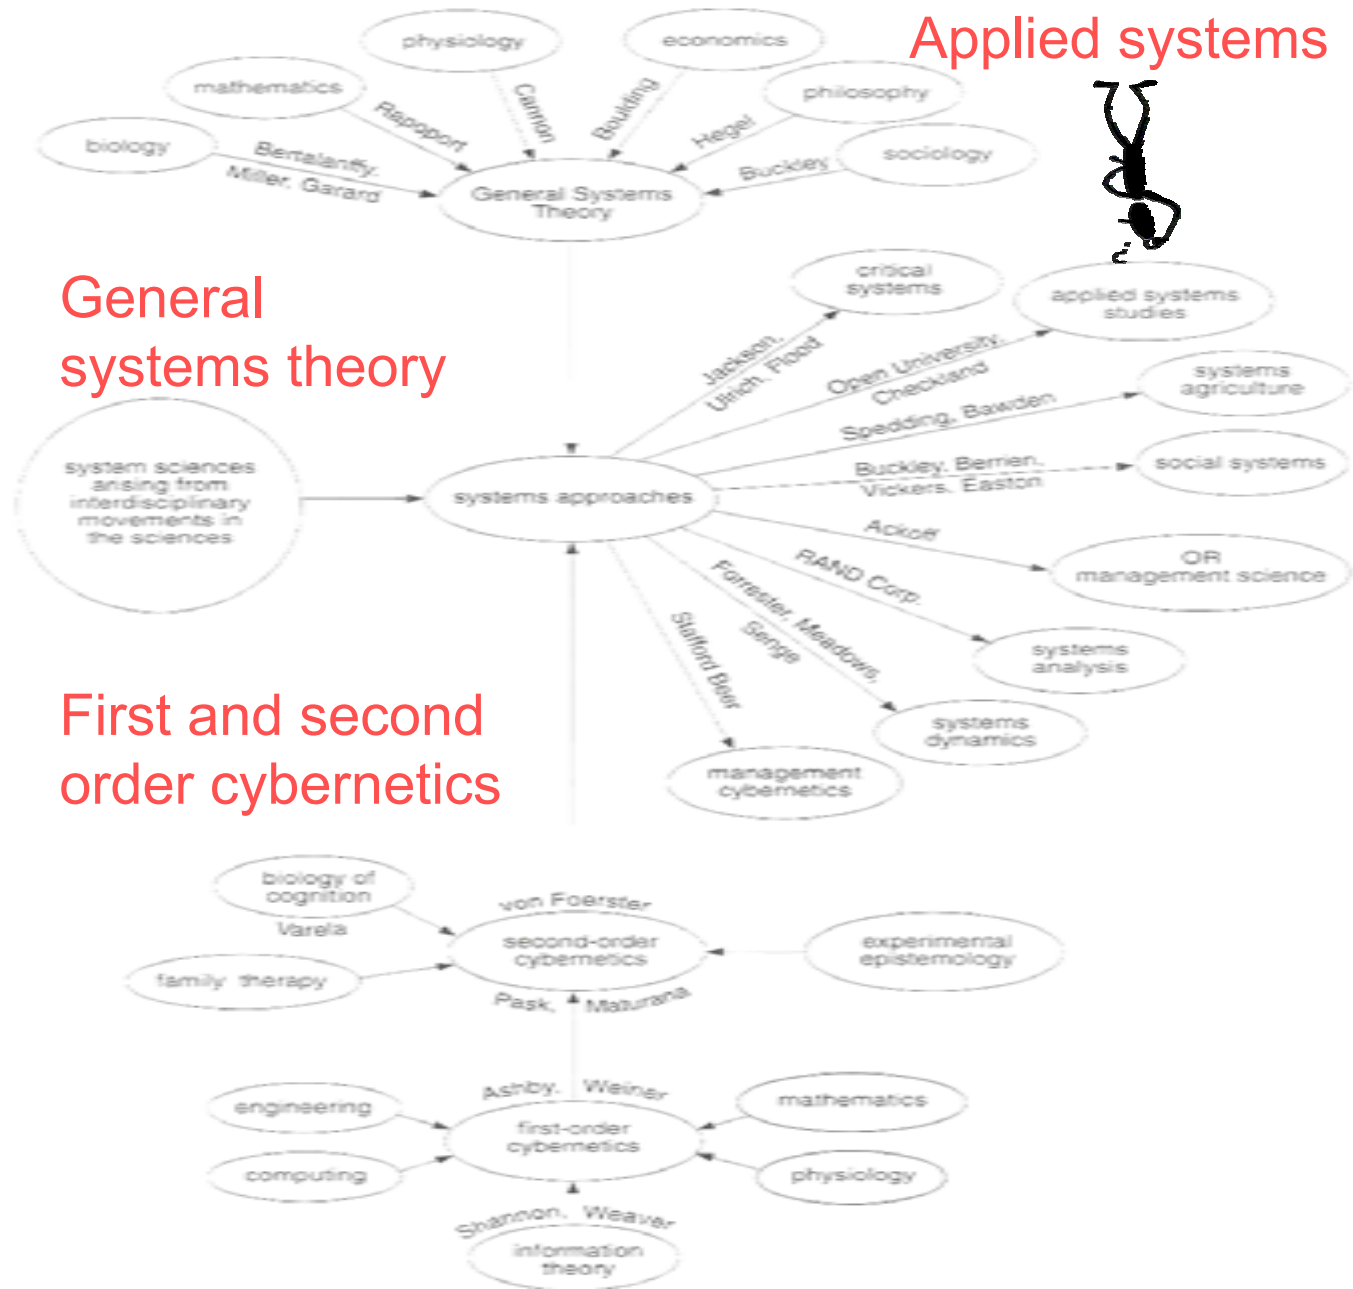 Applied systems
physiology
economics
mathematics
philosophy
biology
sociology
Bertalanffy,
Miller, Garard
Rapoport
Cannon
Boulding
Hegel
Buckley
General Systems
Theory
General
systems theory
critical
systems
applied systems
studies
systems
agriculture
social systems
OR
management science
systems
analysis
systems
dynamics
management
cybernetics
Jackson,
Ulrich, Flood
Open University,
Checkland
Spedding, Bawden
Buckley, Berrien,
Vickers, Easton
Ackoff
RAND Corp.
Forrester, Meadows,
Senge
Stafford Beer
system sciences
arising from
interdisciplinary
movements in
the sciences
systems approaches
First and second
order cybernetics
biology of
cognition
Varela
family therapy
von Foerster
second-order
cybernetics
Pask, Maturana
experimental
epistemology
Ashby, Weiner
engineering
computing
first-order
cybernetics
mathematics
physiology
Shannon, Weaver
information
theory